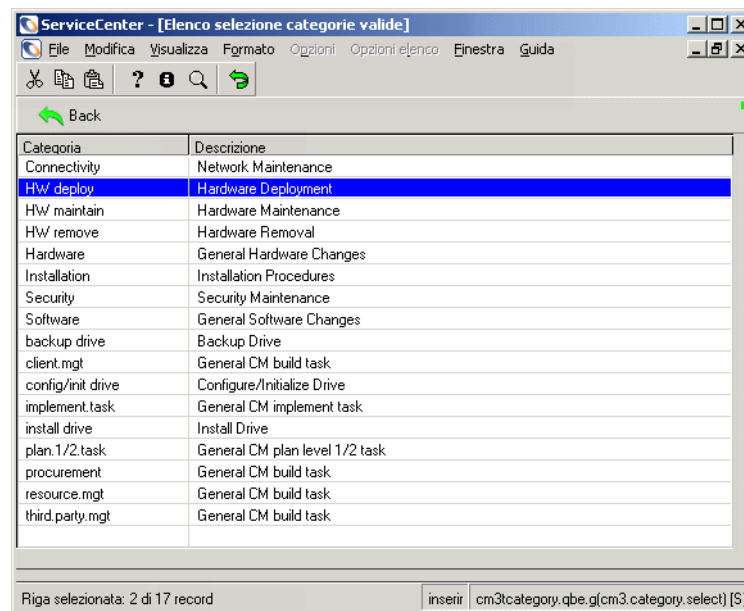 ServiceCenter - [Elenco selezione categorie valide]
File Modifica Visualizza Formato Opzioni Opzioni elenco Finestra Guida
Back
Categoria Descrizione
Connectivity Network Maintenance
HW deploy Hardware Deployment
HW maintain Hardware Maintenance
HW remove Hardware Removal
Hardware General Hardware Changes
Installation Installation Procedures
Security Security Maintenance
Software General Software Changes
backup drive Backup Drive
client.mgt General CM build task
config/init drive Configure/Initialize Drive
implement.task General CM implement task
install drive Install Drive
plan.1/2.task General CM plan level 1/2 task
procurement General CM build task
resource.mgt General CM build task
third.party.mgt General CM build task
Riga selezionata: 2 di 17 record inserir cm3tcategory.qbe.g(cm3.category.select) [S